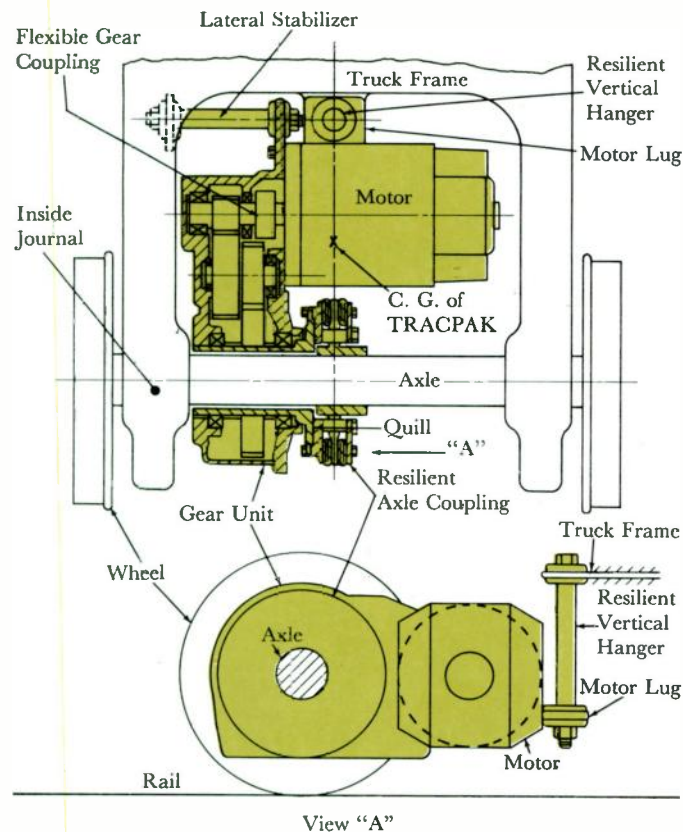 Lateral Stabilizer
Flexible Gear
Coupling
Truck Frame
Resilient
Vertical
Hanger
Motor Lug
Motor
Inside
Journal
C. G. of
TRACPAK
Axle
Quill
"A"
Resilient
Axle Coupling
Gear Unit
Wheel
Truck Frame
Resilient
Vertical
Hanger
Axle
Motor Lug
Motor
Rail
View "A"